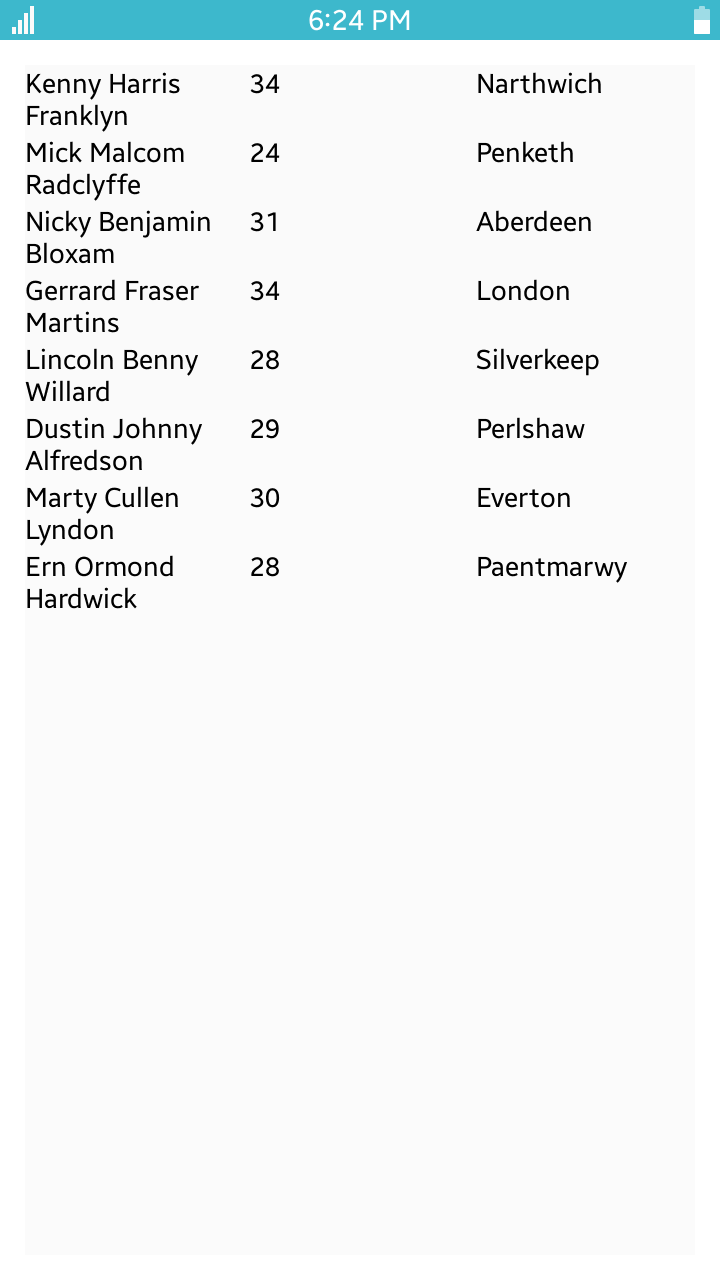 6:24 PM
Kenny Harris 34 Narthwich
Franklyn
Mick Malcom 24 Penketh
Radclyffe
Nicky Benjamin 31 Aberdeen
Bloxam
Gerrard Fraser 34 London
Martins
Lincoln Benny 28 Silverkeep
Willard
Dustin Johnny 29 Perlshaw
Alfredson
Marty Cullen 30 Everton
Lyndon
Ern Ormond 28 Paentmarwy
Hardwick